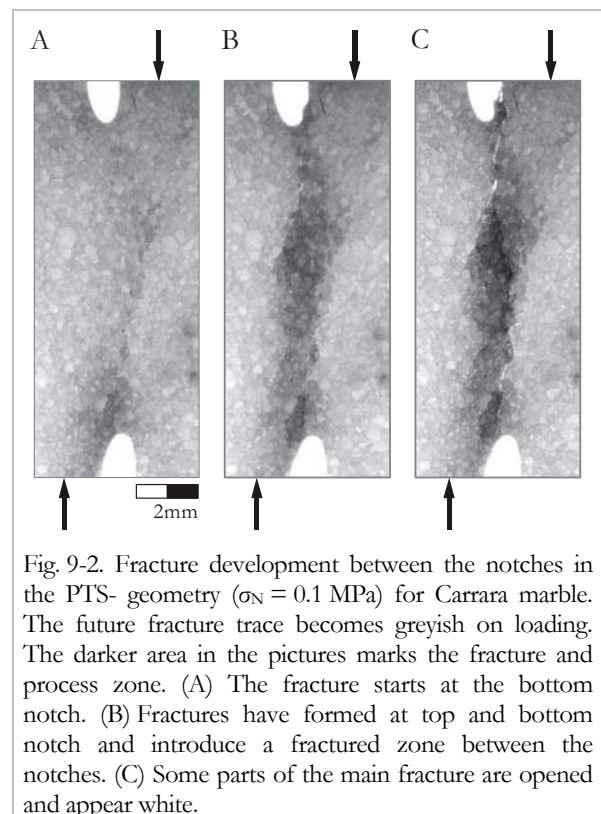 A B C
2mm
Fig. 9-2. Fracture development between the notches in
the PTS- geometry (σN = 0.1 MPa) for Carrara marble.
The future fracture trace becomes greyish on loading.
The darker area in the pictures marks the fracture and
process zone. (A) The fracture starts at the bottom
notch. (B) Fractures have formed at top and bottom
notch and introduce a fractured zone between the
notches. (C) Some parts of the main fracture are opened
and appear white.